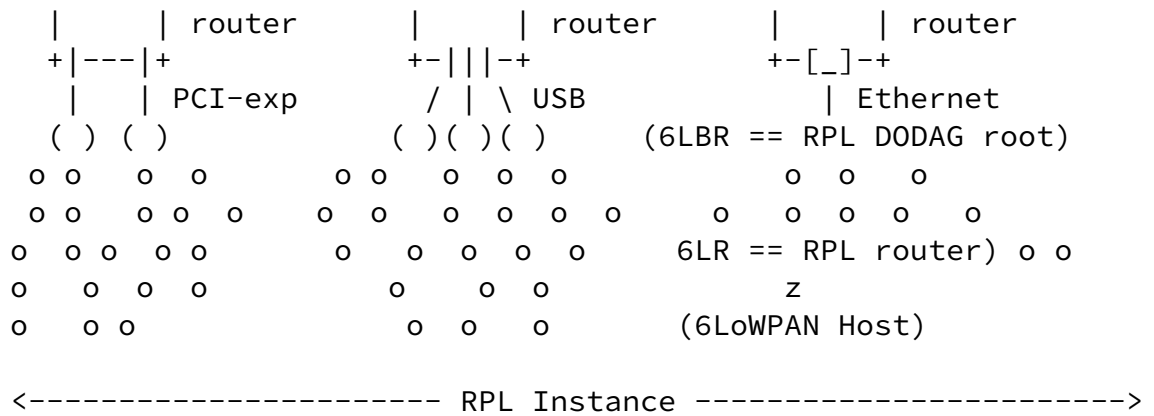 |     | router      |     | router      |     | router
+|---|+             +-|||-+             +-[_]-+
|   | PCI-exp       / | \ USB            | Ethernet
( ) ( )             ( )( )( )     (6LBR == RPL DODAG root)
o o   o  o       o o   o  o  o            o  o   o
o o   o o  o    o  o   o  o  o  o     o   o  o  o   o
o  o o  o o       o   o  o  o  o     6LR == RPL router) o o
o   o  o  o          o    o  o             z
o   o o               o  o   o       (6LoWPAN Host)
<----------------------- RPL Instance ------------------------>